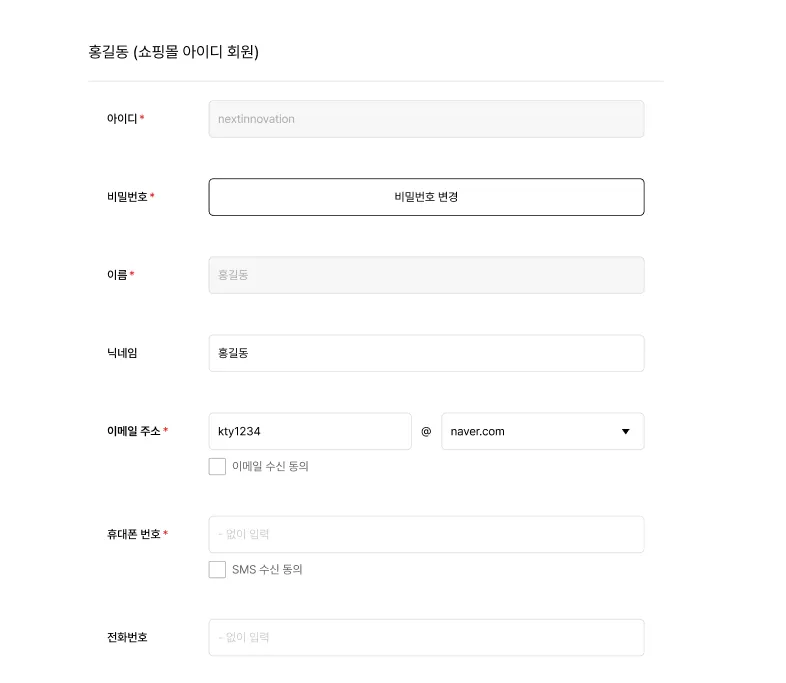 홍길동 (쇼핑몰 아이디 회원)
아이디 *
nextinnovation
비밀번호 *
비밀번호 변경
이름 *
홍길동
닉네임
홍길동
이메일 주소 *
kty1234 @ naver.com
이메일 수신 동의
휴대폰 번호 *
- 없이 입력
SMS 수신 동의
전화번호
- 없이 입력